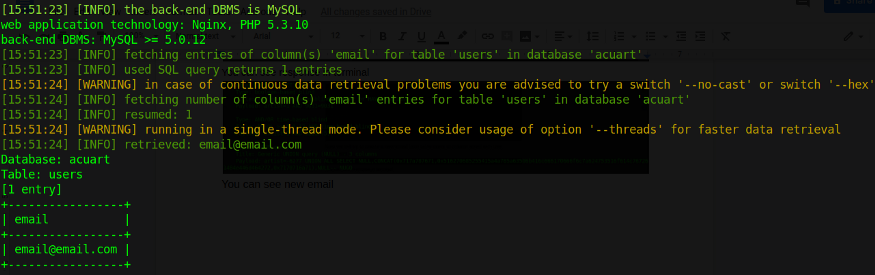 [15:51:23] [INFO] the back-end DBMS is MySQL
web application technology: Nginx, PHP 5.3.10
back-end DBMS: MySQL >= 5.0.12
[15:51:23] [INFO] fetching entries of column(s) 'email' for table 'users' in database 'acuart'
[15:51:23] [INFO] used SQL query returns 1 entries
[15:51:24] [WARNING] in case of continuous data retrieval problems you are advised to try a switch '--no-cast' or switch '--hex'
[15:51:24] [INFO] fetching number of column(s) 'email' entries for table 'users' in database 'acuart'
[15:51:24] [INFO] resumed: 1
[15:51:24] [WARNING] running in a single-thread mode. Please consider usage of option '--threads' for faster data retrieval
[15:51:24] [INFO] retrieved: email@email.com
Database: acuart
Table: users
[1 entry]
+-----------------+
| email           |
+-----------------+
| email@email.com |
+-----------------+
All changes saved in Drive
Share
You can see new email